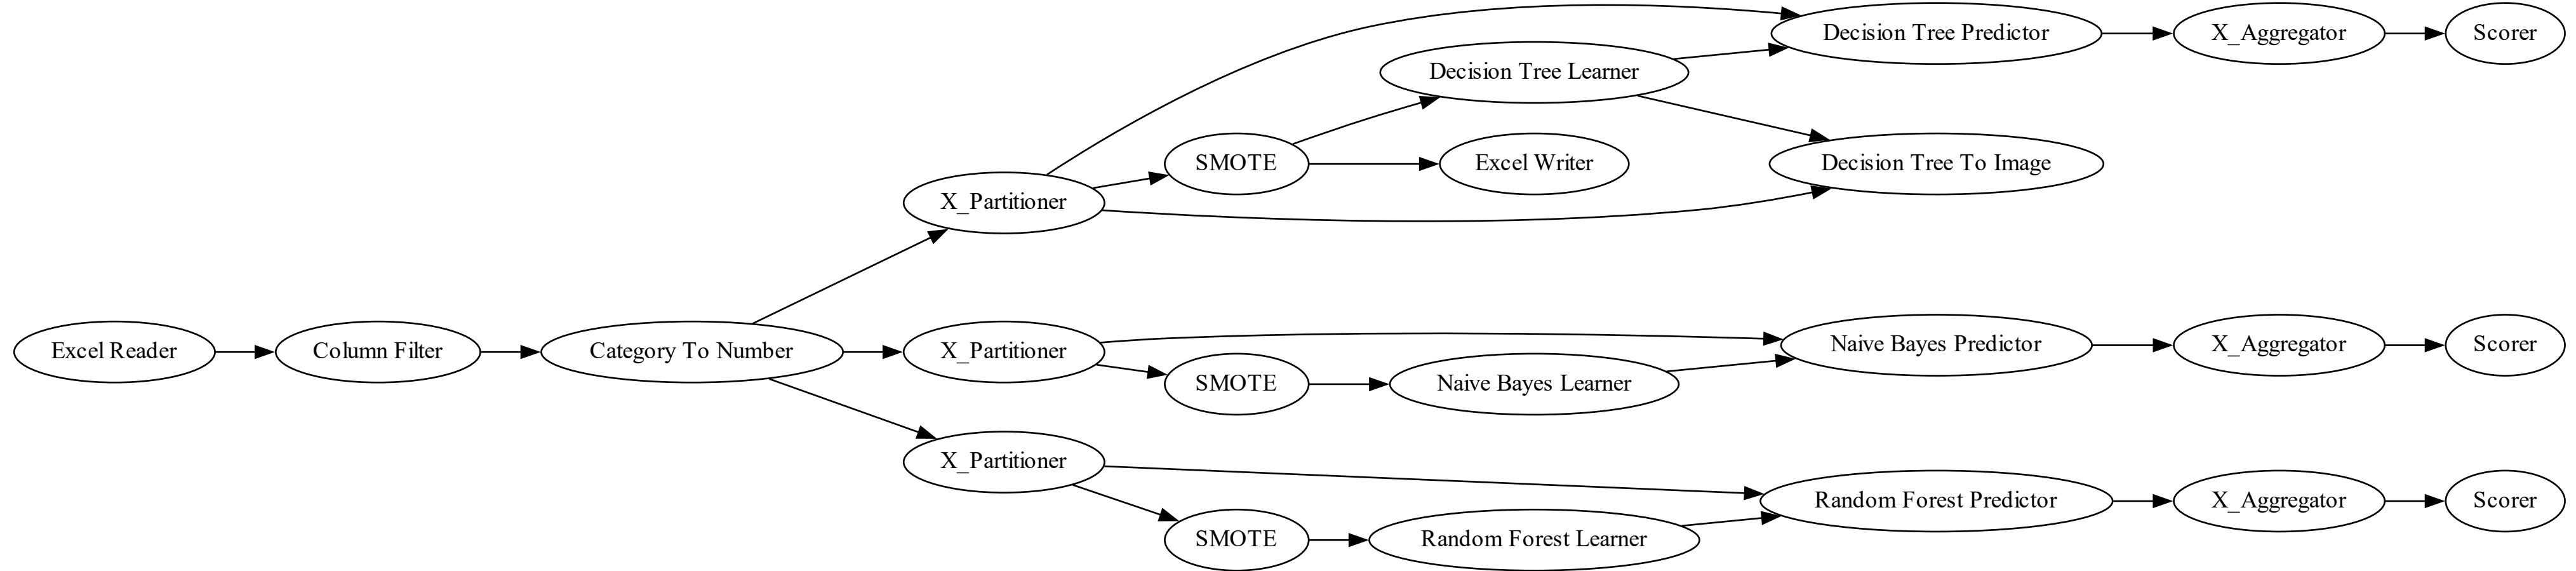 Decision Tree Predictor
X_Aggregator
Scorer
Decision Tree Learner
SMOTE
Excel Writer
Decision Tree To Image
X_Partitioner
Excel Reader
Column Filter
Category To Number
X_Partitioner
Naive Bayes Predictor
X_Aggregator
Scorer
SMOTE
Naive Bayes Learner
X_Partitioner
Random Forest Predictor
X_Aggregator
Scorer
SMOTE
Random Forest Learner